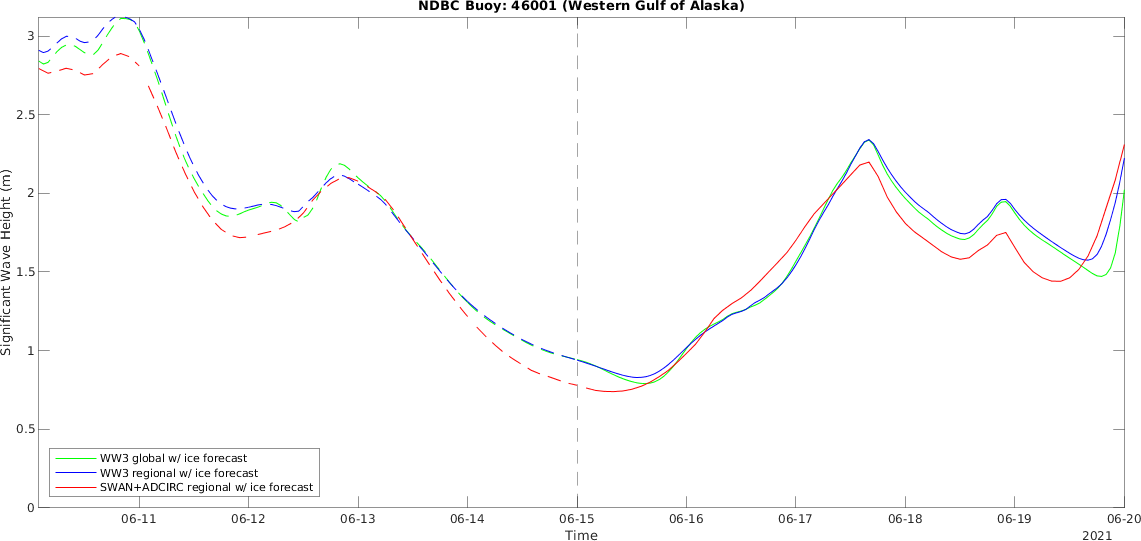 NDBC Buoy: 46001 (Western Gulf of Alaska)
3
2.5
2
1.5
1
0.5
0
Significant Wave Height (m)
WW3 global w/ ice forecast
WW3 regional w/ ice forecast
SWAN+ADCIRC regional w/ ice forecast
06-11 06-12 06-13 06-14 06-15 06-16 06-17 06-18 06-19 06-20
Time
2021